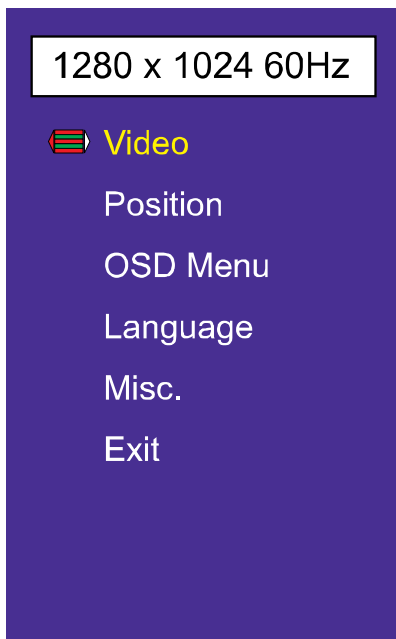 1280 x 1024 60Hz
Video
Position
OSD Menu
Language
Misc.
Exit